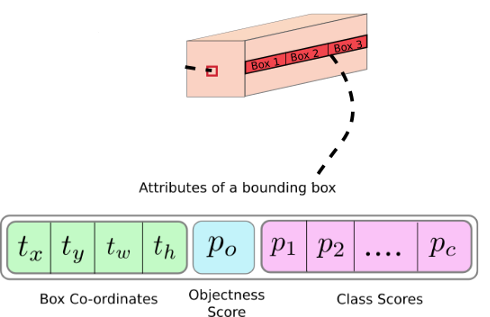 Box 1 Box 2 Box 3
Attributes of a bounding box
t_x t_y t_w t_h p_o p_1 p_2 .... p_c
Box Co-ordinates Objectness Score Class Scores